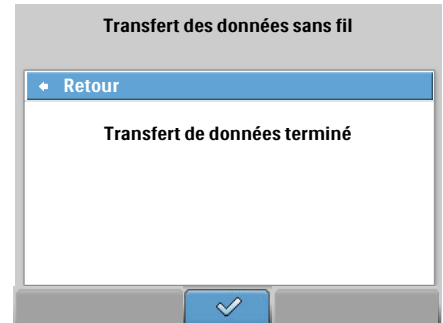 Transfert des données sans fil
Retour
Transfert de données terminé